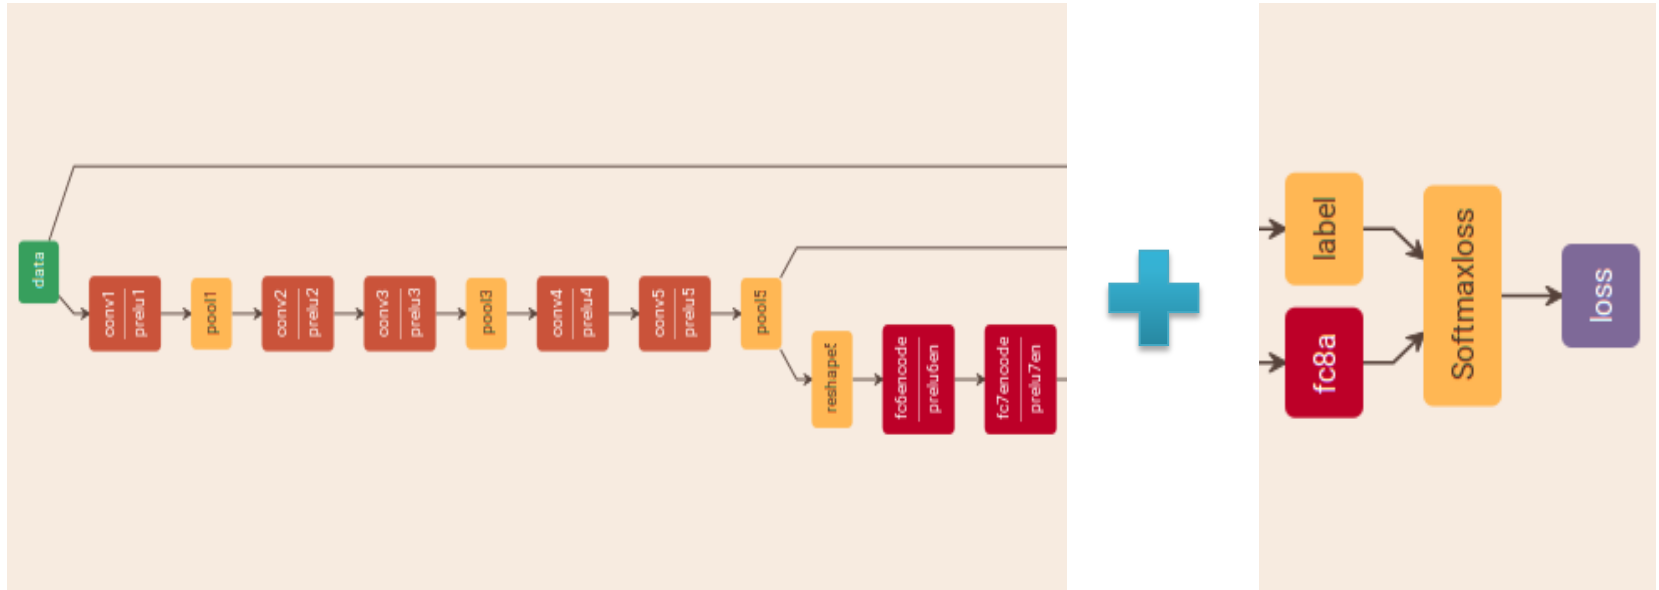 data
conv1
prelu1
pool1
conv2
prelu2
conv3
prelu3
pool3
conv4
prelu4
conv5
prelu5
pool5
reshape5
fc6encode
prelu6en
fc7encode
prelu7en
label
fc8a
Softmaxloss
loss